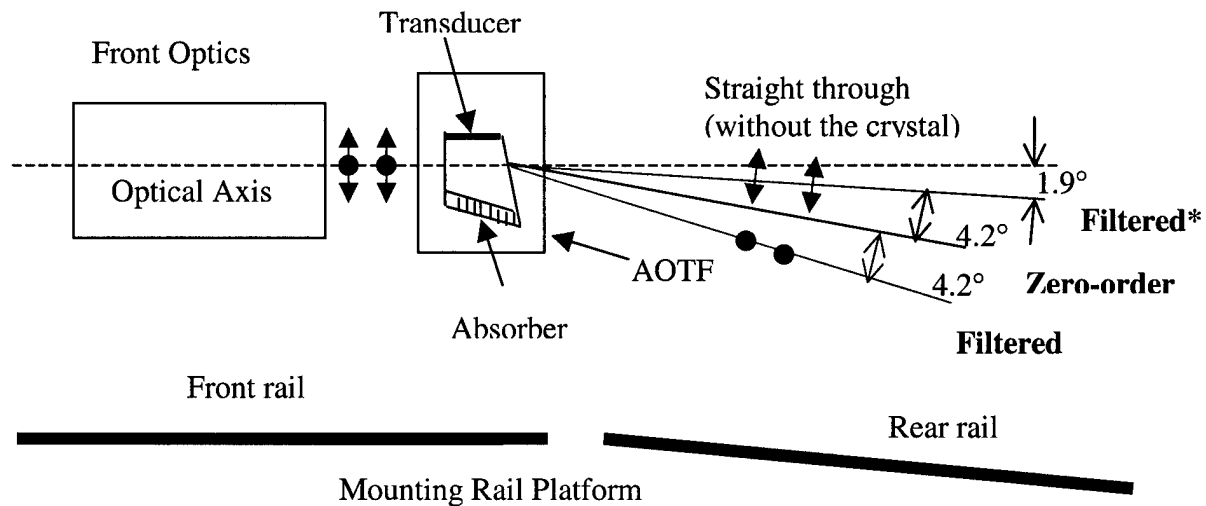 Transducer
Front Optics
Straight through
(without the crystal)
Optical Axis
1.9°
Filtered*
4.2°
AOTF
4.2°
Zero-order
Absorber
Filtered
Front rail
Rear rail
Mounting Rail Platform